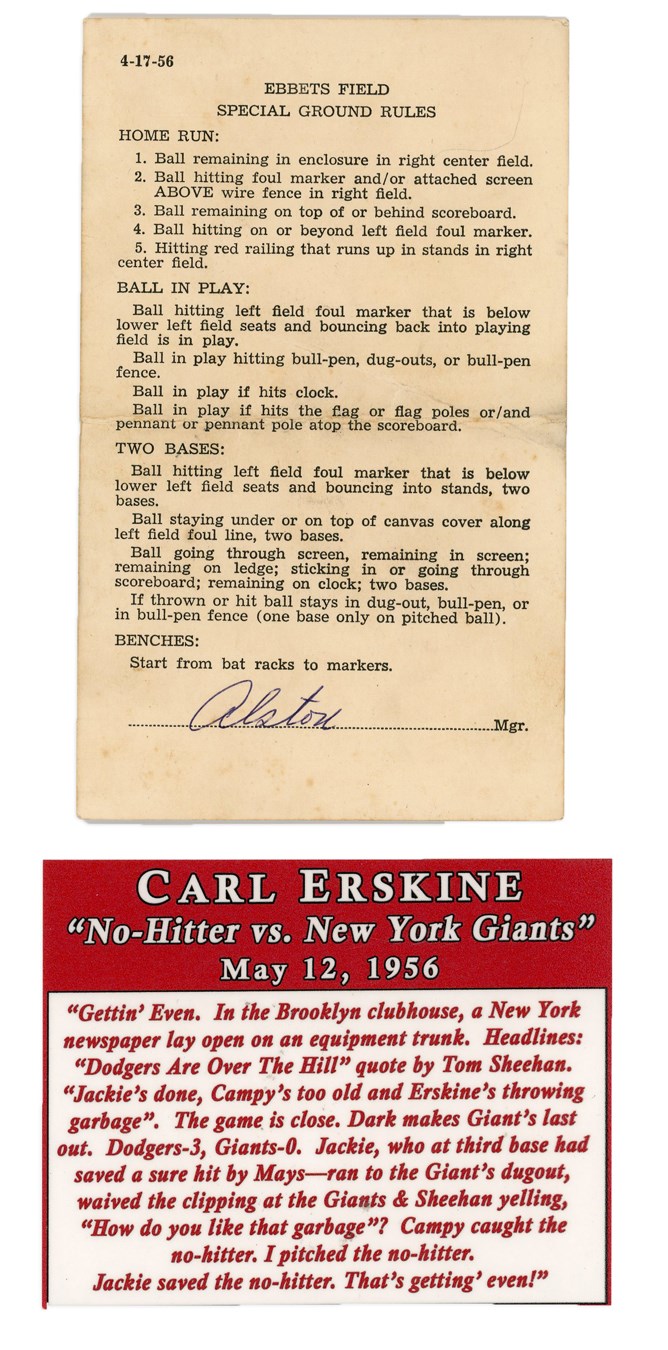 4-17-56
EBBETS FIELD
SPECIAL GROUND RULES
HOME RUN:
1. Ball remaining in enclosure in right center field.
2. Ball hitting foul marker and/or attached screen
ABOVE wire fence in right field.
3. Ball remaining on top of or behind scoreboard.
4. Ball hitting on or beyond left field foul marker.
5. Hitting red railing that runs up in stands in right
center field.
BALL IN PLAY:
Ball hitting left field foul marker that is below
lower left field seats and bouncing back into playing
field is in play.
Ball in play hitting bull-pen, dug-outs, or bull-pen
fence.
Ball in play if hits clock.
Ball in play if hits the flag or flag poles or/and
pennant or pennant pole atop the scoreboard.
TWO BASES:
Ball hitting left field foul marker that is below
lower left field seats and bouncing into stands, two
bases.
Ball staying under or on top of canvas cover along
left field foul line, two bases.
Ball going through screen, remaining in screen;
remaining on ledge; sticking in or going through
scoreboard; remaining on clock; two bases.
If thrown or hit ball stays in dug-out, bull-pen, or
in bull-pen fence (one base only on pitched ball).
BENCHES:
Start from bat racks to markers.
Alston Mgr.
CARL ERSKINE
“No-Hitter vs. New York Giants”
May 12, 1956
“Gettin’ Even. In the Brooklyn clubhouse, a New York
newspaper lay open on an equipment trunk. Headlines:
“Dodgers Are Over The Hill” quote by Tom Sheehan.
“Jackie’s done, Campy’s too old and Erskine’s throwing
garbage”. The game is close. Dark makes Giant’s last
out. Dodgers-3, Giants-0. Jackie, who at third base had
saved a sure hit by Mays—ran to the Giant’s dugout,
waived the clipping at the Giants & Sheehan yelling,
“How do you like that garbage”? Campy caught the
no-hitter. I pitched the no-hitter.
Jackie saved the no-hitter. That’s getting’ even!”